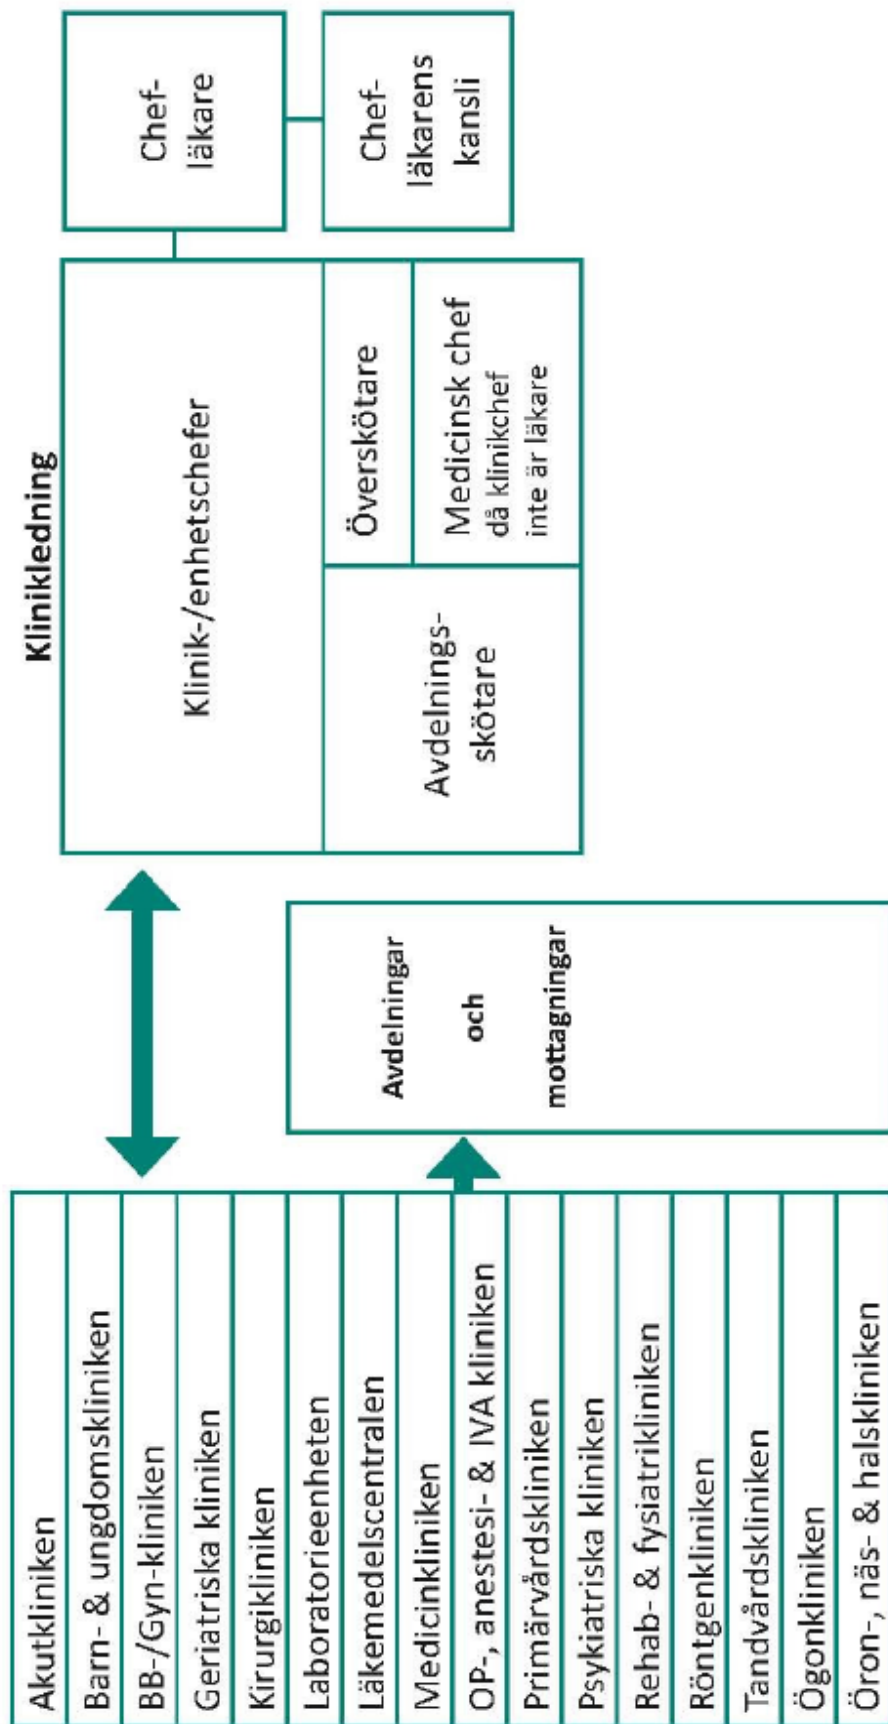 Akutkliniken
Barn- & ungdomskliniken
BB-/Gyn-kliniken
Geriatriska kliniken
Kirurgikliniken
Laboratorieenheten
Läkemedelscentralen
Medicinkliniken
OP-, anestesi- & IVA kliniken
Primärvårdskliniken
Psykiatriska kliniken
Rehab- & fysiatrikliniken
Röntgenkliniken
Tandvårdskliniken
Ögonkliniken
Öron-, näs- & halskliniken
Avdelningar
och
mottagningar
Klinikledning
Klinik-/enhetschefer
Avdelnings-
skötare
Överskötare
Medicinsk chef
då klinikchef
inte är läkare
Chef-
läkare
Chef-
läkarens
kansli